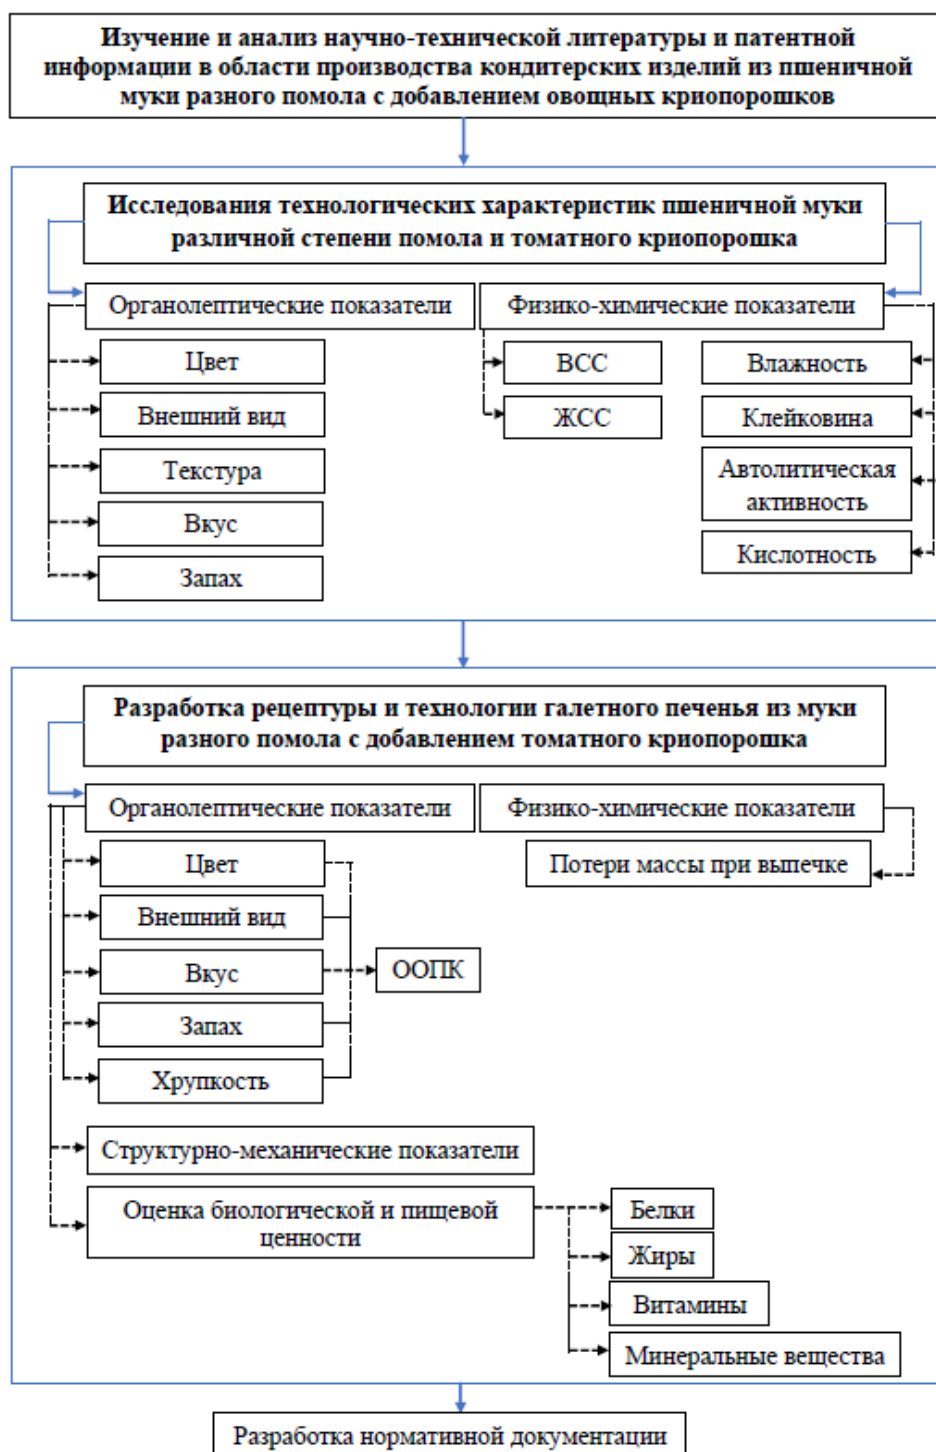 Изучение и анализ научно-технической литературы и патентной
информации в области производства кондитерских изделий из пшеничной
муки разного помола с добавлением овощных криопорошков
Исследования технологических характеристик пшеничной муки
различной степени помола и томатного криопорошка
Органолептические показатели
Цвет
Внешний вид
Текстура
Вкус
Запах
Физико-химические показатели
ВСС
ЖСС
Влажность
Клейковина
Автолитическая
активность
Кислотность
Разработка рецептуры и технологии галетного печенья из муки
разного помола с добавлением томатного криопорошка
Органолептические показатели
Цвет
Внешний вид
Вкус
Запах
Хрупкость
ООПК
Физико-химические показатели
Потери массы при выпечке
Структурно-механические показатели
Оценка биологической и пищевой
ценности
Белки
Жиры
Витамины
Минеральные вещества
Разработка нормативной документации